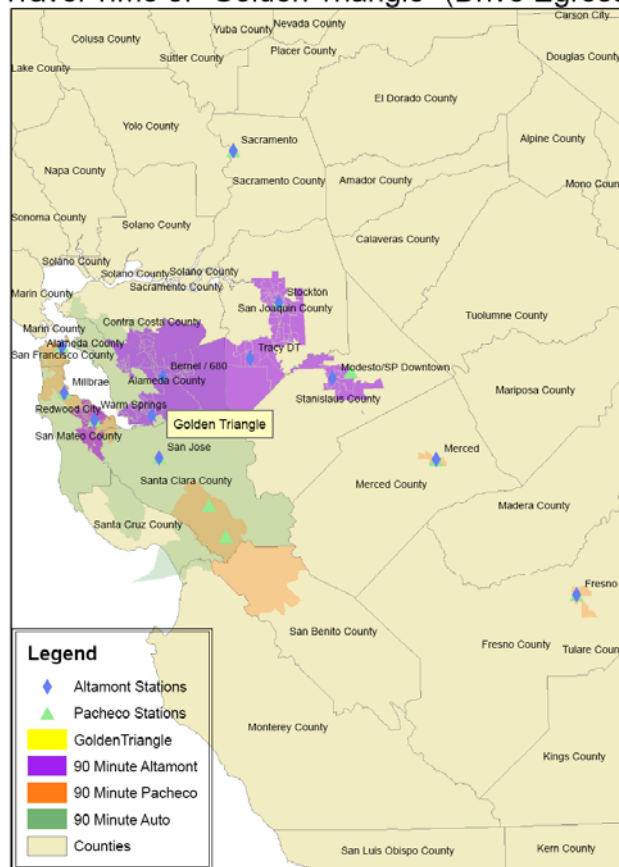 Travel Time of "Golden Triangle" (Drive Egress
Carson City
Nevada County
Yuba County
Colusa County
Placer County
Sutter County
Douglas County
Lake County
El Dorado County
Yolo County
Sacramento
Alpine County
Napa County
Amador County
Sacramento County
Mono County
Sonoma County
Solano County
Calaveras County
Solano County
Solano County
Solano County
Sacramento County
Marin County
Stockton
San Joaquin County
Tuolumne County
Contra Costa County
Marin County
Alameda County
Tracy DT
San Francisco County
Bernel / 680
Modesto/SP Downtown
Millbrae
Alameda County
Mariposa County
Stanislaus County
Redwood City
Warm Springs
Golden Triangle
San Mateo County
San Jose
Merced
Santa Clara County
Merced County
Madera County
Santa Cruz County
Fresno
San Benito County
Fresno County
Tulare Coun
Legend
Altamont Stations
Pacheco Stations
GoldenTriangle
90 Minute Altamont
90 Minute Pacheco
90 Minute Auto
Counties
Monterey County
Kings County
San Luis Obispo County
Kern County